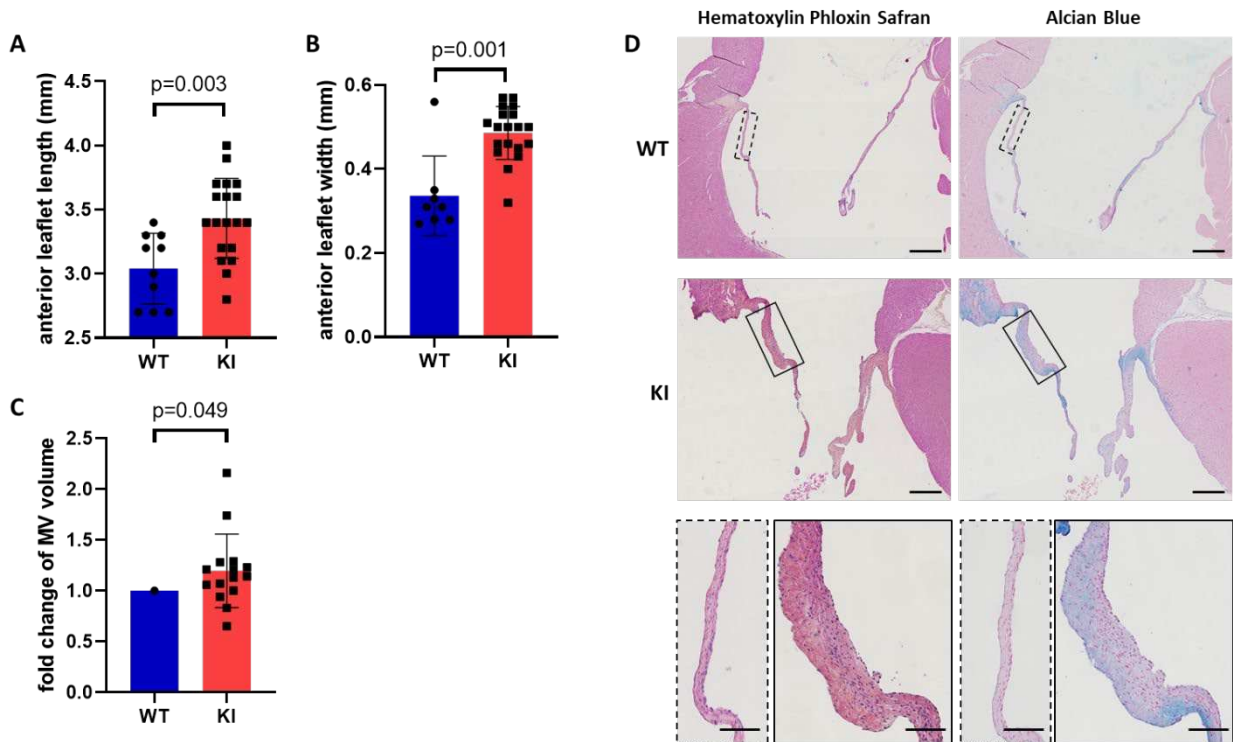 A
p=0.003
anterior leaflet length (mm)
4.5
4.0
3.5
3.0
2.5
WT
KI
B
p=0.001
anterior leaflet width (mm)
0.6
0.4
0.2
0.0
WT
KI
C
p=0.049
fold change of MV volume
2.5
2.0
1.5
1.0
0.5
0.0
WT
KI
D
Hematoxylin Phloxin Safran
Alcian Blue
WT
KI